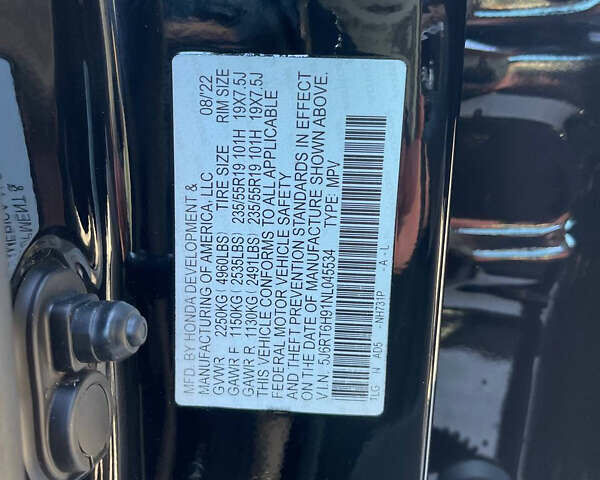 MFD. BY HONDA DEVELOPMENT &
MANUFACTURING OF AMERICA, LLC 08/'22
GVWR 2250KG( 4960LBS) TIRE SIZE RIM SIZE
GAWR F 1150KG( 2535LBS) 235/55R19 101H 19X7.5J
GAWR R 1130KG( 2491LBS) 235/55R19 101H 19X7.5J
THIS VEHICLE CONFORMS TO ALL APPLICABLE
FEDERAL MOTOR VEHICLE SAFETY
AND THEFT PREVENTION STANDARDS IN EFFECT
ON THE DATE OF MANUFACTURE SHOWN ABOVE.
V.I.N.: 5J6RT6H91NL045534 TYPE: MPV
TLG N AD5 -NH731P A - L